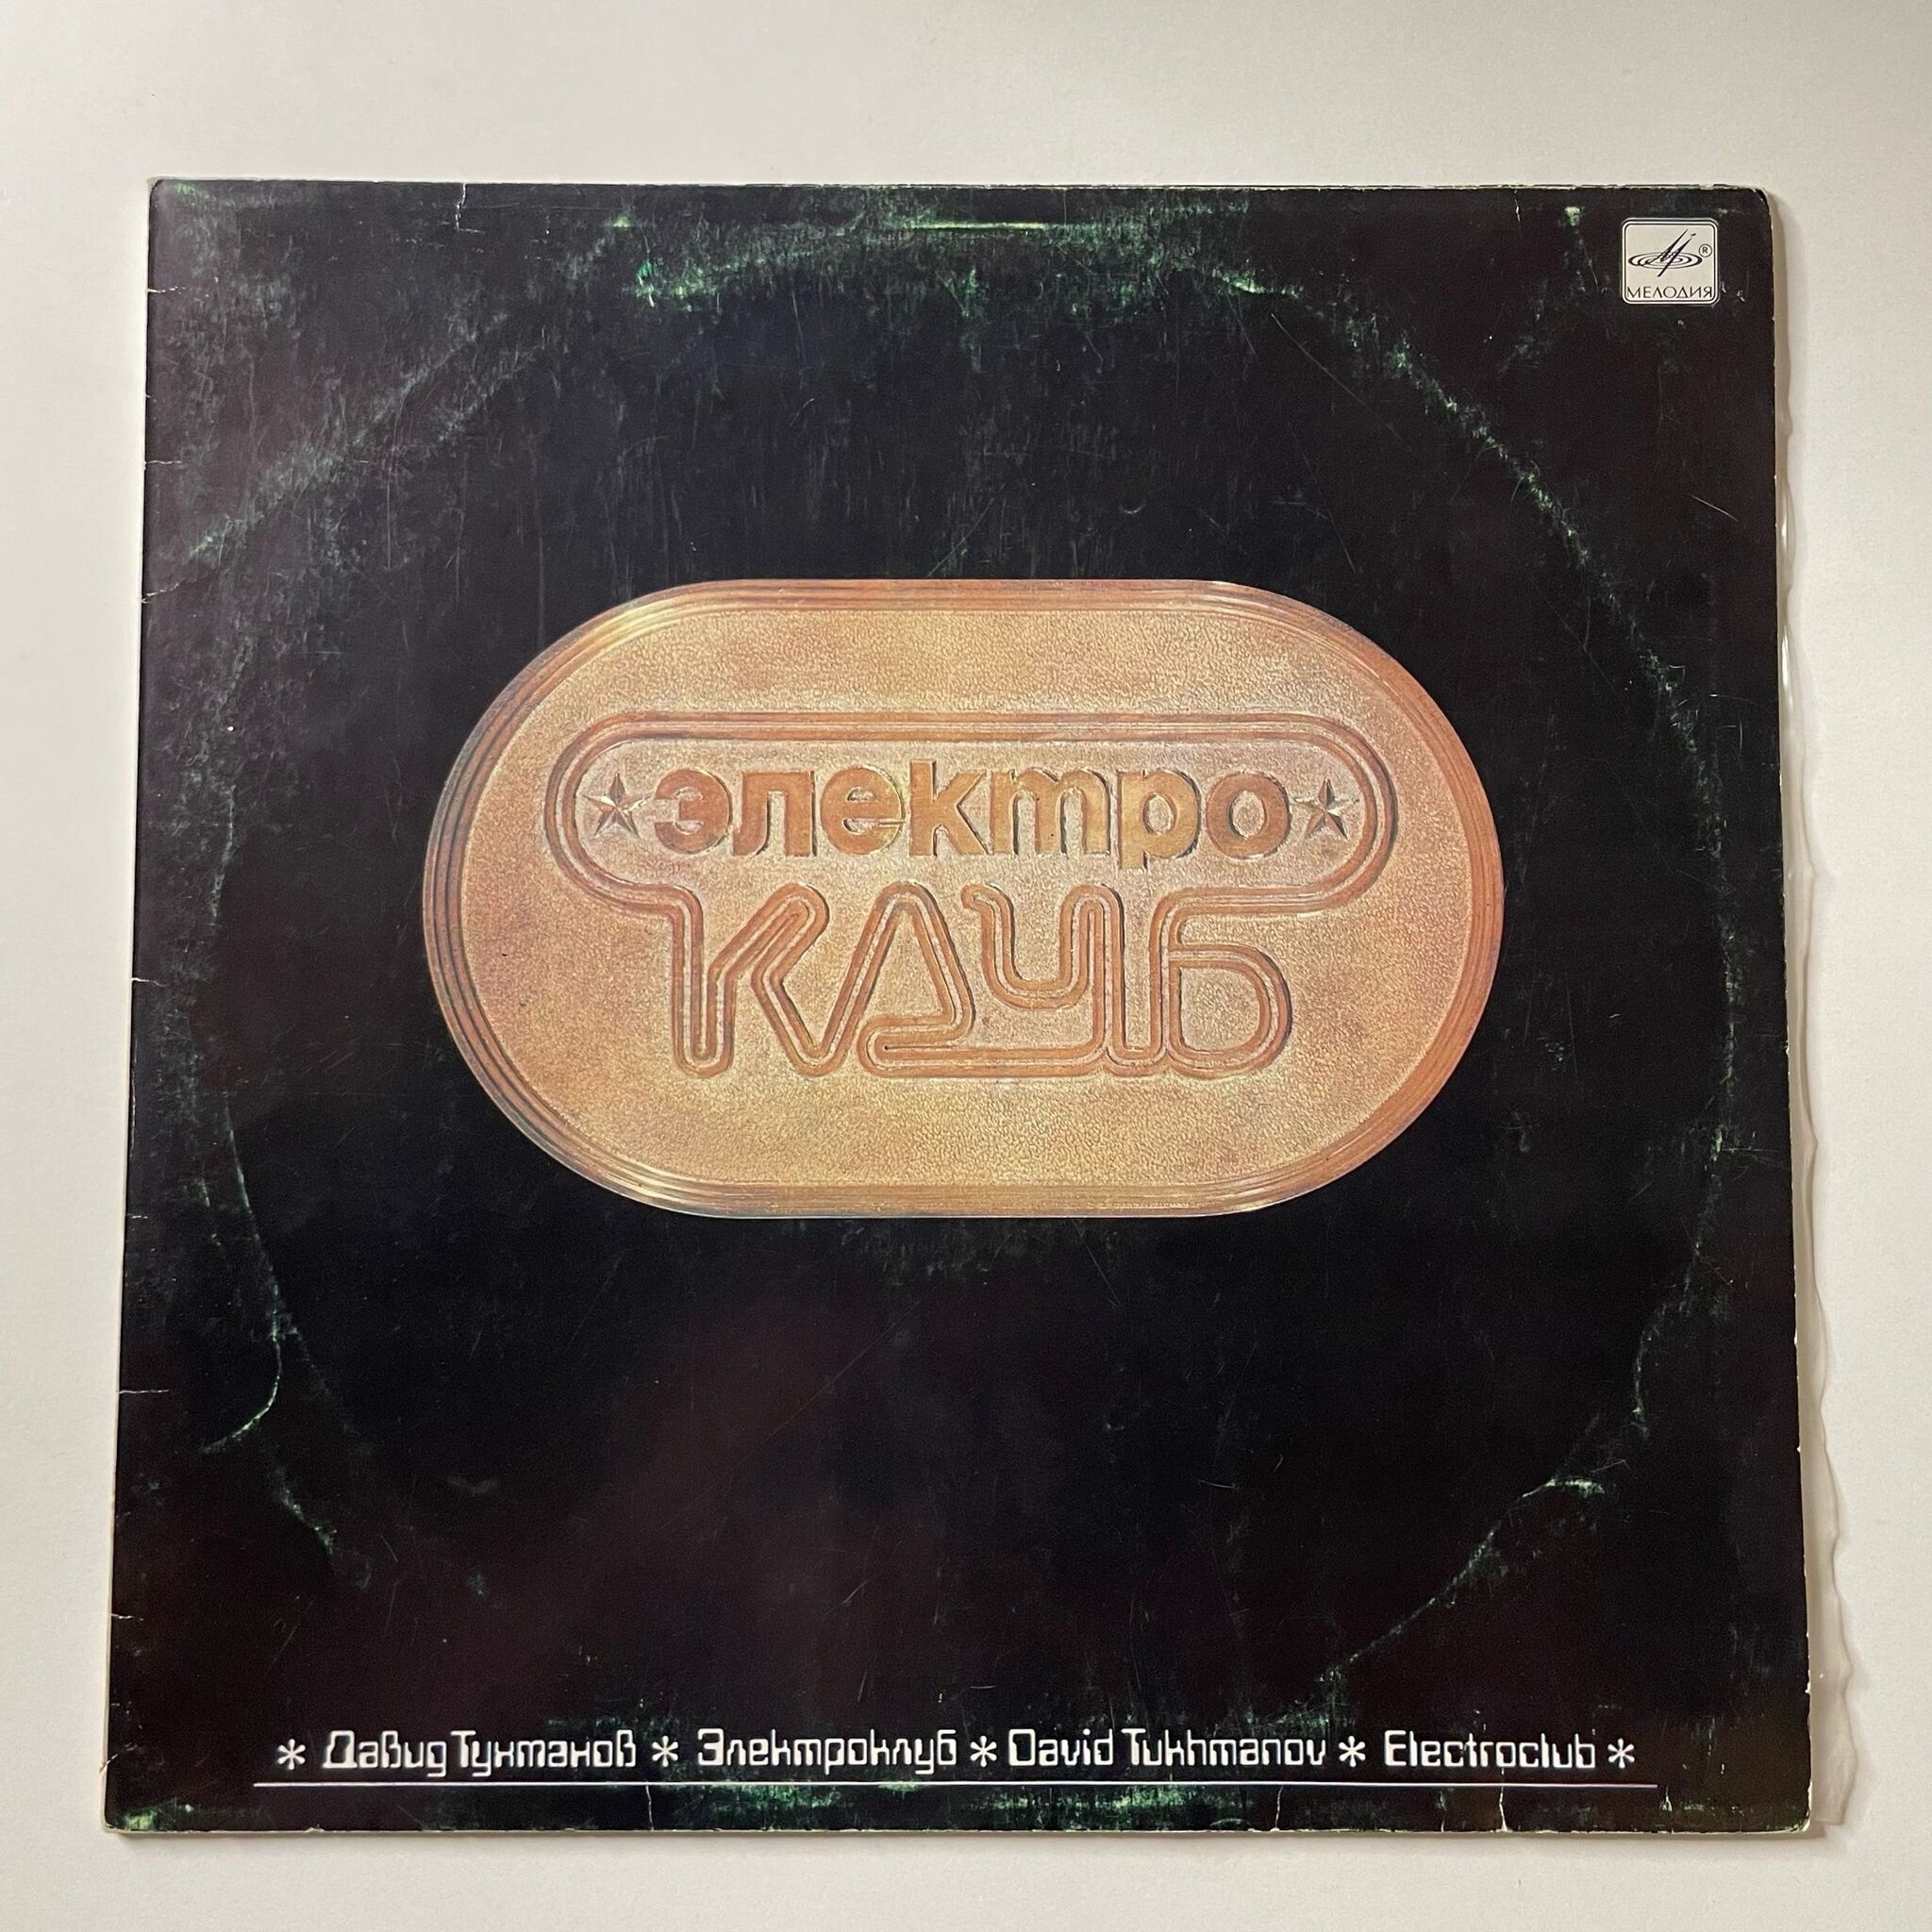 М ®
МЕЛОДИЯ
электро
КЛУБ
* Давид Тухманов * Электроклуб * David Tukhmanov * Electroclub *